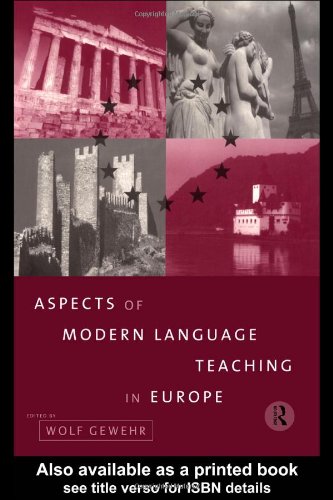 ASPECTS OF
MODERN LANGUAGE
TEACHING
IN EUROPE
EDITED BY
WOLF GEWEHR
R
Also available as a printed book
see title verso for ISBN details